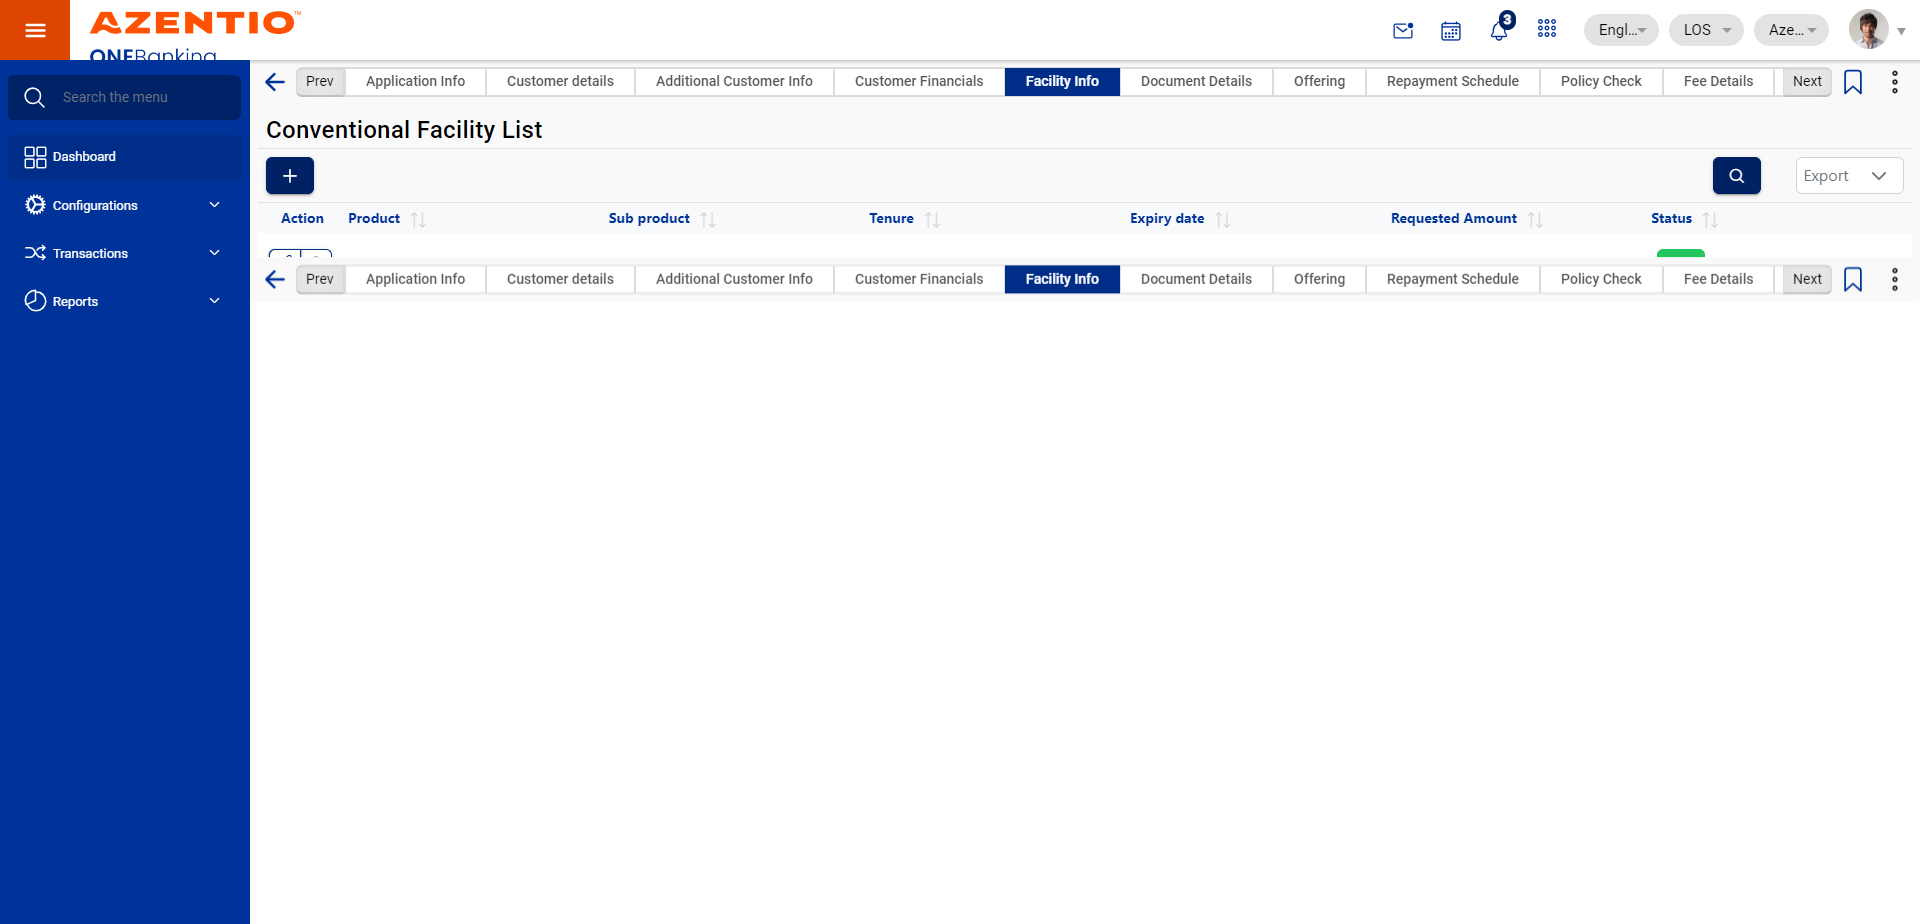 AZENTIO™
ONEBanking
3
Engl...
LOS
Aze...
Search the menu
Dashboard
Configurations
Transactions
Reports
Prev
Application Info
Customer details
Additional Customer Info
Customer Financials
Facility Info
Document Details
Offering
Repayment Schedule
Policy Check
Fee Details
Next
Conventional Facility List
+
Export
Action
Product
Sub product
Tenure
Expiry date
Requested Amount
Status
Prev
Application Info
Customer details
Additional Customer Info
Customer Financials
Facility Info
Document Details
Offering
Repayment Schedule
Policy Check
Fee Details
Next